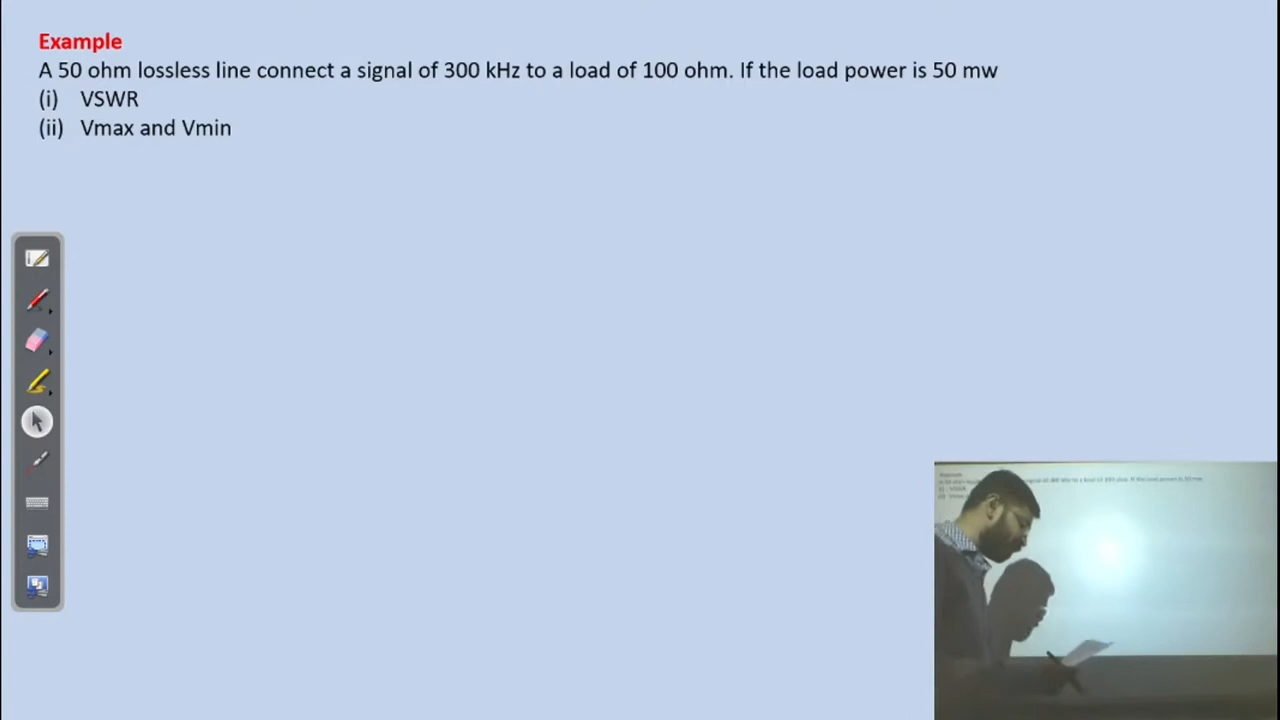 Example
A 50 ohm lossless line connect a signal of 300 kHz to a load of 100 ohm. If the load power is 50 mw
(i) VSWR
(ii) Vmax and Vmin